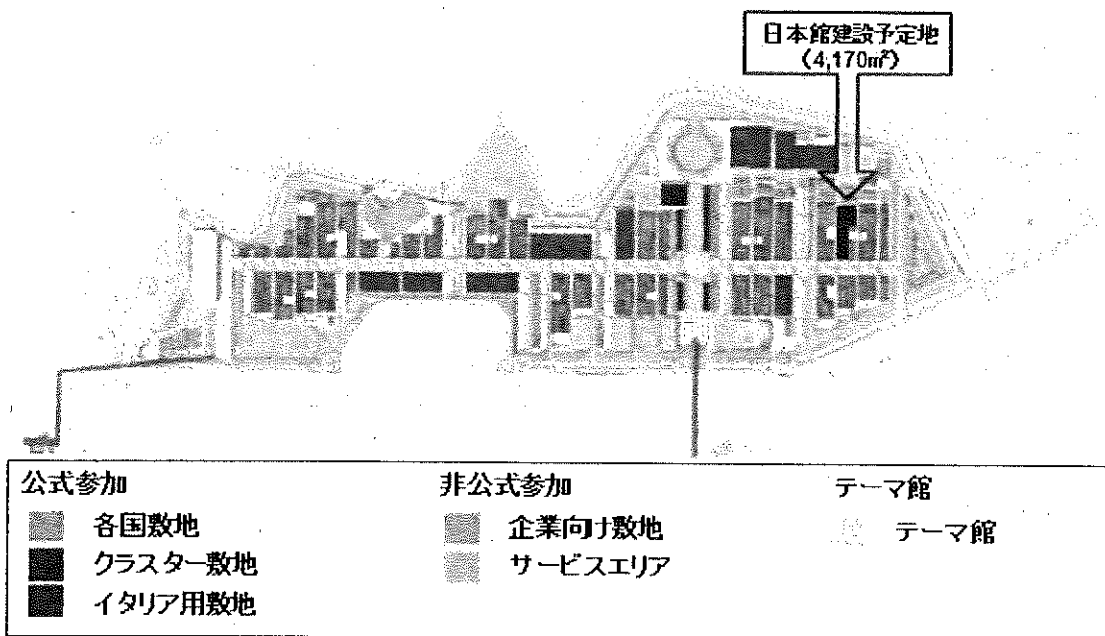 日本館建設予定地
(4,170㎡)
公式参加
各国敷地
クラスター敷地
イタリア用敷地
非公式参加
企業向け敷地
サービスエリア
テーマ館
テーマ館